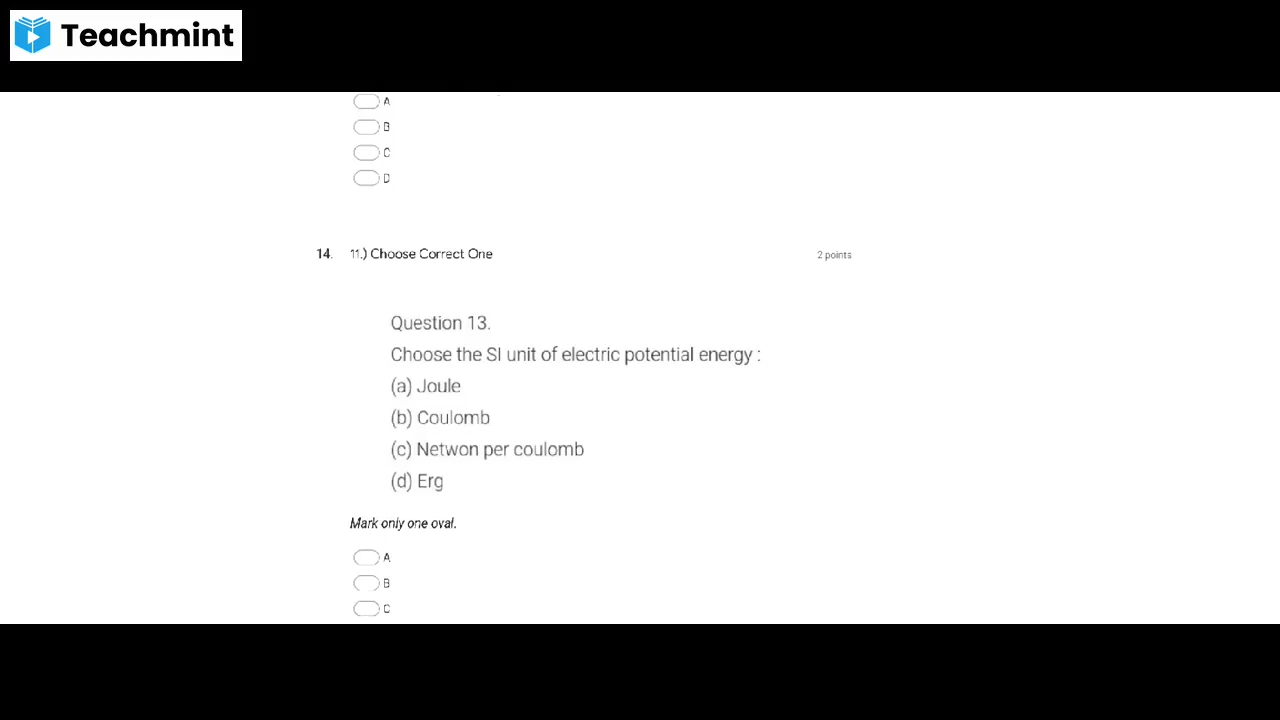 Teachmint
A
B
C
D
14. 11.) Choose Correct One 2 points
Question 13.
Choose the SI unit of electric potential energy :
(a) Joule
(b) Coulomb
(c) Netwon per coulomb
(d) Erg
Mark only one oval.
A
B
C